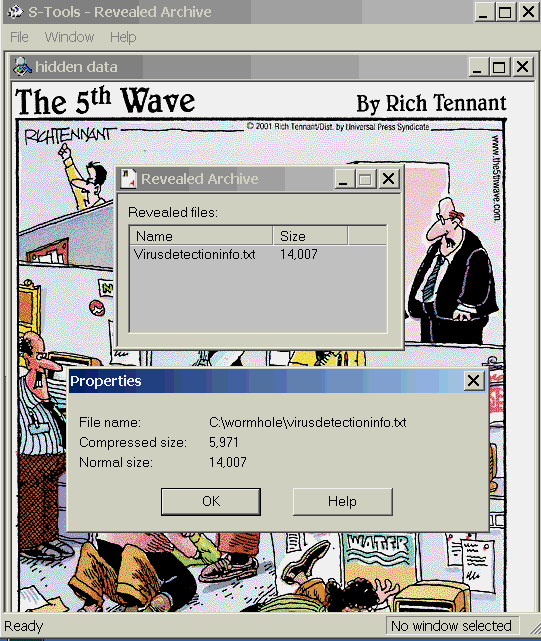 S-Tools - Revealed Archive
File Window Help
hidden data
The 5th Wave
By Rich Tennant
RICHTENNANT
© 2001 Rich Tennant/Dist. by Universal Press Syndicate
www.the5thwave.com
Revealed Archive
Revealed files:
Name Size
Virusdetectioninfo.txt 14,007
Properties
File name: C:\wormhole\virusdetectioninfo.txt
Compressed size: 5,971
Normal size: 14,007
OK Help
WATER
Ready No window selected